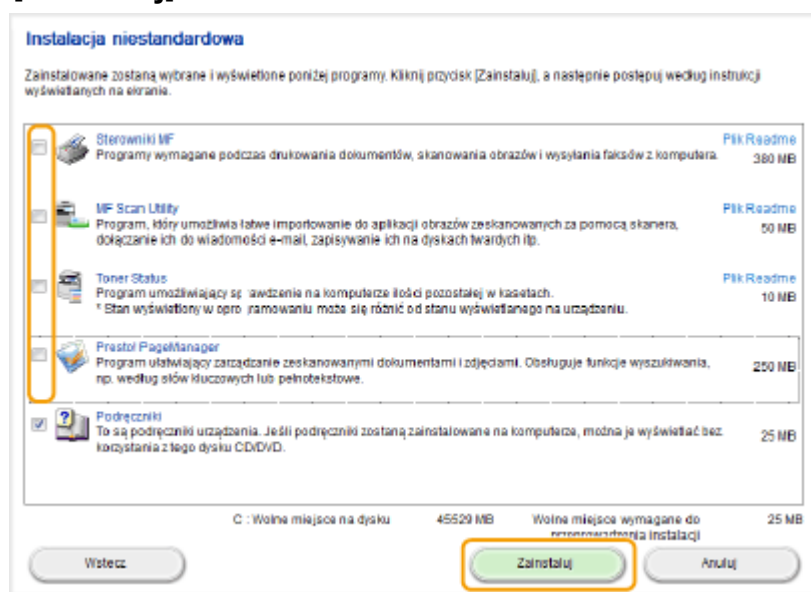 Instalacja niestandardowa
Zainstalowane zostaną wybrane i wyświetlone poniżej programy. Kliknij przycisk [Zainstaluj], a następnie postępuj według instrukcji
wyświetlanych na ekranie.
Sterowniki MF Plik Readme
Programy wymagane podczas drukowania dokumentów, skanowania obrazów i wysyłania faksów z komputera. 380 MB
MF Scan Utility Plik Readme
Program, który umożliwia łatwe importowanie do aplikacji obrazów zeskanowanych za pomocą skanera, 50 MB
dołączanie ich do wiadomości e-mail, zapisywanie ich na dyskach twardych itp.
Toner Status Plik Readme
Program umożliwiający sp awdzenie na komputerze ilości pozostałej w kasetach. 10 MB
* Stan wyświetlony w opro ramowaniu może się różnić od stanu wyświetlanego na urządzeniu.
Presto! PageManager
Program ułatwiający zarządzanie zeskanowanymi dokumentami i zdjęciami. Obsługuje funkcje wyszukiwania, 250 MB
np. według słów kluczowych lub pełnotekstowe.
Podręczniki
To są podręczniki urządzenia. Jeśli podręczniki zostaną zainstalowane na komputerze, można je wyświetlać bez 25 MB
korzystania z tego dysku CD/DVD.
C : Wolne miejsce na dysku 45529 MB Wolne miejsce wymagane do 25 MB
przeprowadzenia instalacji
Wstecz Zainstaluj Anuluj